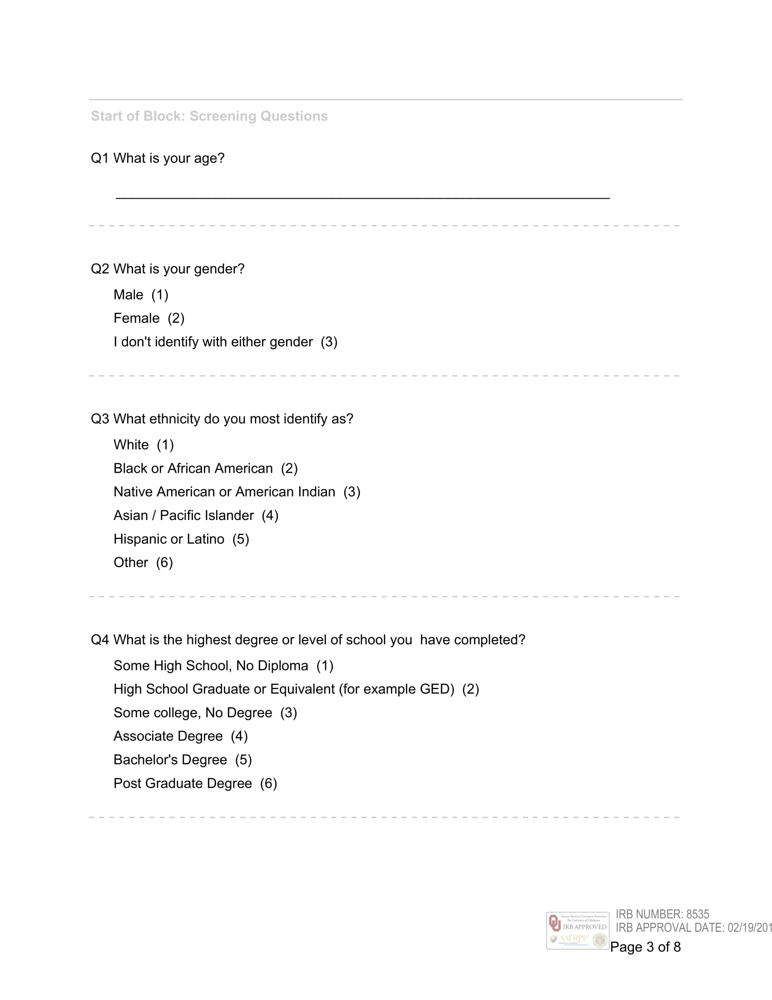 Start of Block: Screening Questions
Q1 What is your age?
________________________________________________________________
Q2 What is your gender?
Male  (1)
Female  (2)
I don't identify with either gender  (3)
Q3 What ethnicity do you most identify as?
White  (1)
Black or African American  (2)
Native American or American Indian  (3)
Asian / Pacific Islander  (4)
Hispanic or Latino  (5)
Other  (6)
Q4 What is the highest degree or level of school you  have completed?
Some High School, No Diploma  (1)
High School Graduate or Equivalent (for example GED)  (2)
Some college, No Degree  (3)
Associate Degree  (4)
Bachelor's Degree  (5)
Post Graduate Degree  (6)
Human Research Participant Protection
The University of Oklahoma
IRB APPROVED
AAHRPP
IRB NUMBER: 8535
IRB APPROVAL DATE: 02/19/201
Page 3 of 8